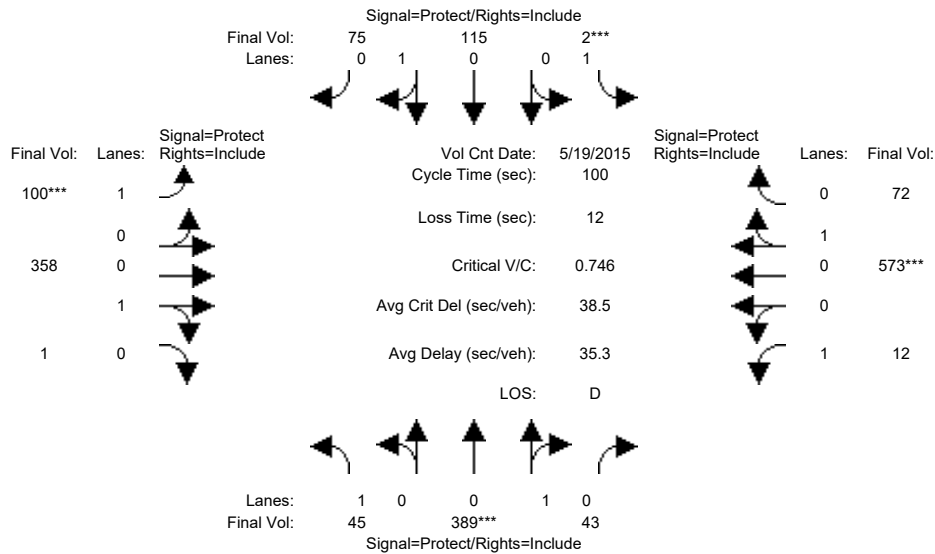 Signal=Protect/Rights=Include
Final Vol: 75 115 2***
Lanes: 0 1 0 0 1
Signal=Protect
Final Vol: Lanes: Rights=Include
Vol Cnt Date: 5/19/2015
Signal=Protect
Rights=Include Lanes: Final Vol:
Cycle Time (sec): 100
100*** 1
0 72
Loss Time (sec): 12
0
1
358 0
Critical V/C: 0.746
0 573***
1
Avg Crit Del (sec/veh): 38.5
0
1 0
Avg Delay (sec/veh): 35.3
1 12
LOS: D
Lanes: 1 0 0 1 0
Final Vol: 45 389*** 43
Signal=Protect/Rights=Include